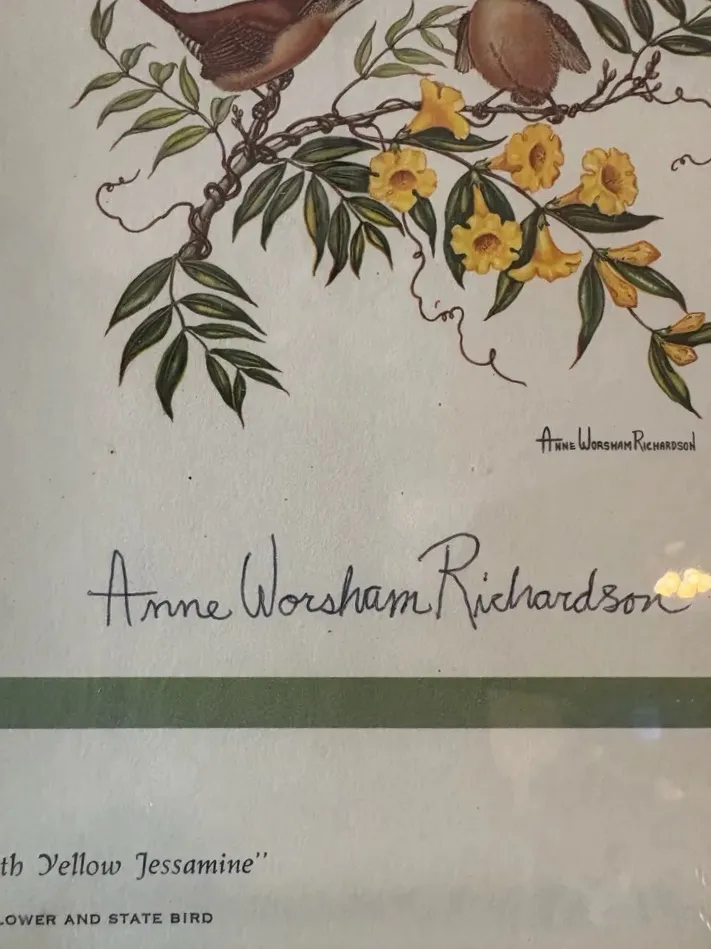 Anne Worsham Richardson
Anne Worsham Richardson
th Yellow Jessamine"
LOWER AND STATE BIRD